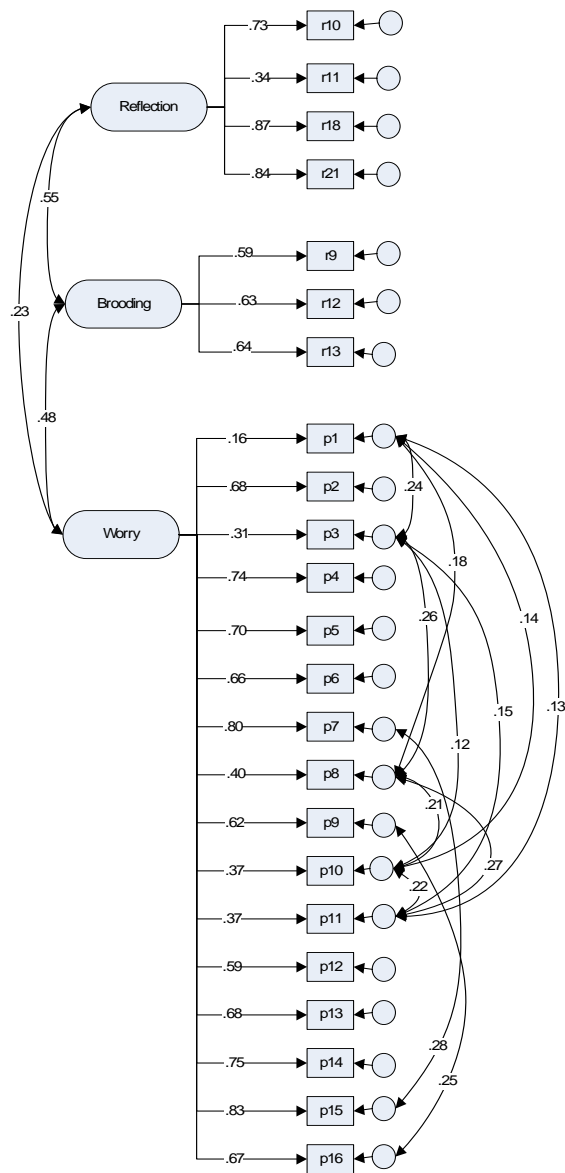 .73
r10
.34
r11
Reflection
.87
r18
.84
r21
.55
.59
r9
Brooding
.63
r12
.23
.64
r13
.48
.16
p1
.68
p2
.24
Worry
.31
p3
.18
.74
p4
.26
.14
.70
p5
.66
p6
.15
.13
.80
p7
.12
.40
p8
.21
.62
p9
.27
.37
p10
.22
.37
p11
.59
p12
.68
p13
.28
.75
p14
.25
.83
p15
.67
p16